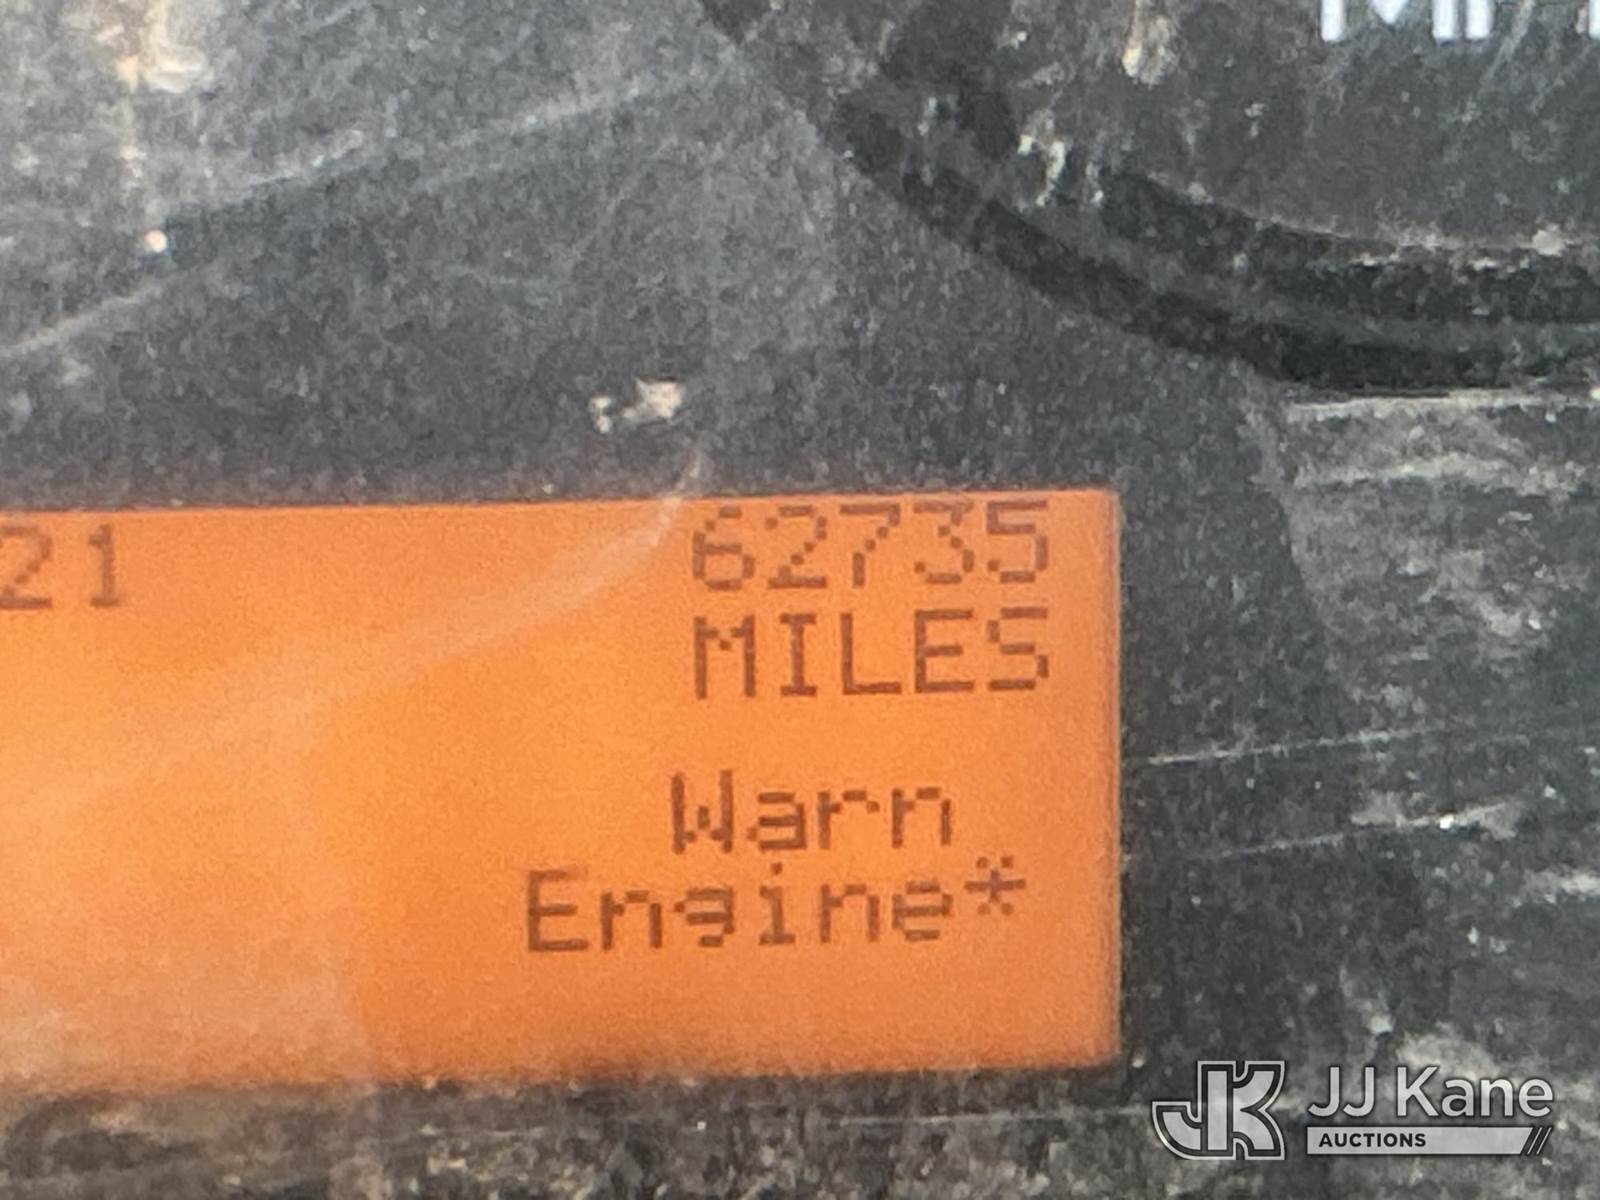 21
62735
MILES
Warn
Engine*
JJ Kane
AUCTIONS